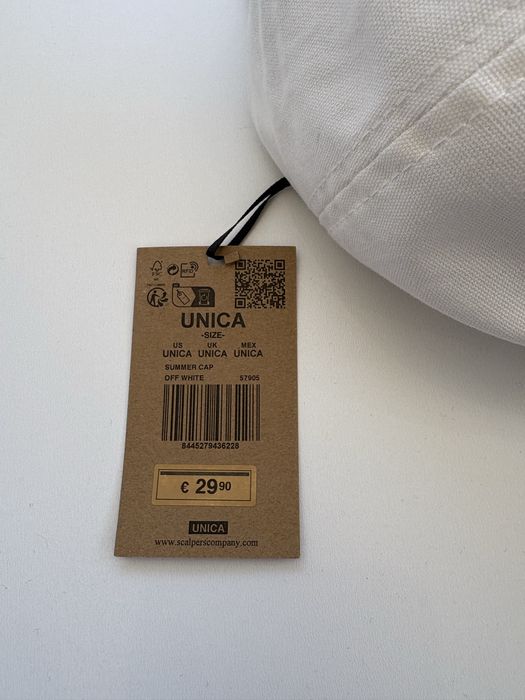 RFID
UNICA
-SIZE-
US UK MEX
UNICA UNICA UNICA
SUMMER CAP
OFF WHITE 57905
8445279436228
€ 29 90
UNICA
www.scalperscompany.com